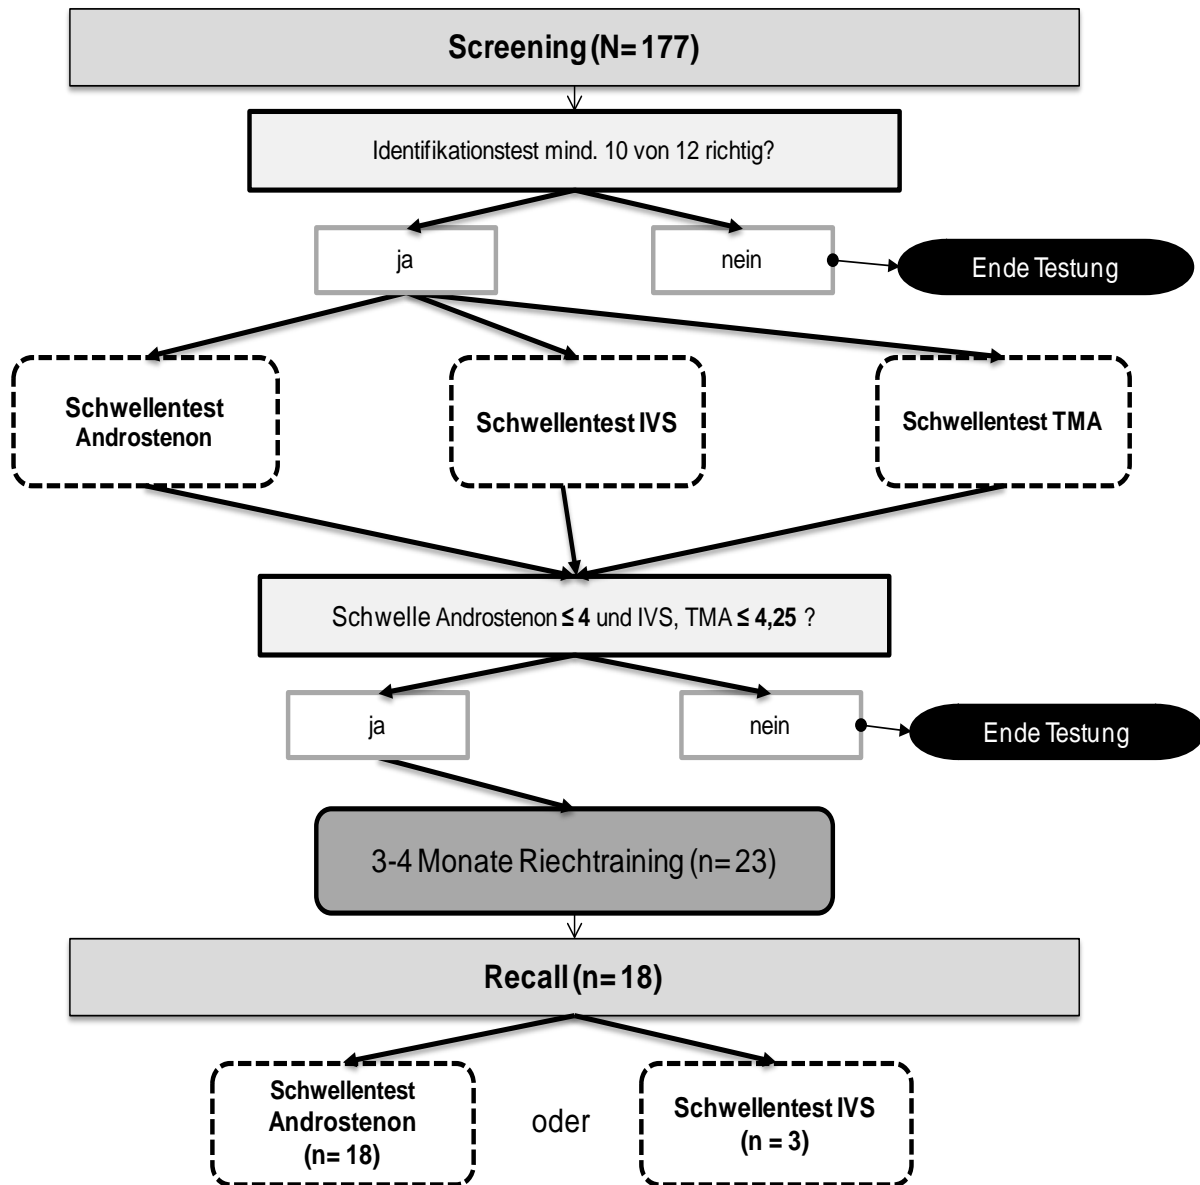 Screening (N= 177)
Identifikationstest mind. 10 von 12 richtig?
ja
nein
Ende Testung
Schwellentest
Androstenon
Schwellentest IVS
Schwellentest TMA
Schwelle Androstenon ≤ 4 und IVS, TMA ≤ 4,25 ?
ja
nein
Ende Testung
3-4 Monate Riechtraining (n= 23)
Recall (n= 18)
Schwellentest
Androstenon
(n= 18)
oder
Schwellentest IVS
(n = 3)